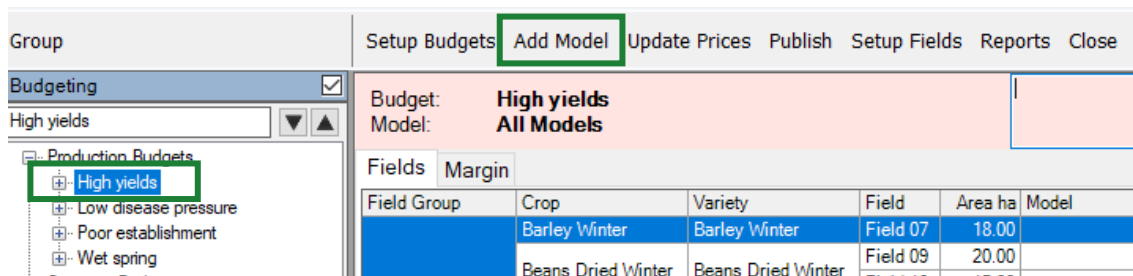 Group
Setup Budgets Add Model Update Prices Publish Setup Fields Reports Close
Budgeting
High yields
Production Budgets
High yields
Low disease pressure
Poor establishment
Wet spring
Budget: High yields
Model: All Models
Fields Margin
Field Group Crop Variety Field Area ha Model
Barley Winter Barley Winter Field 07 18.00
Field 09 20.00
Beans Dried Winter Beans Dried Winter